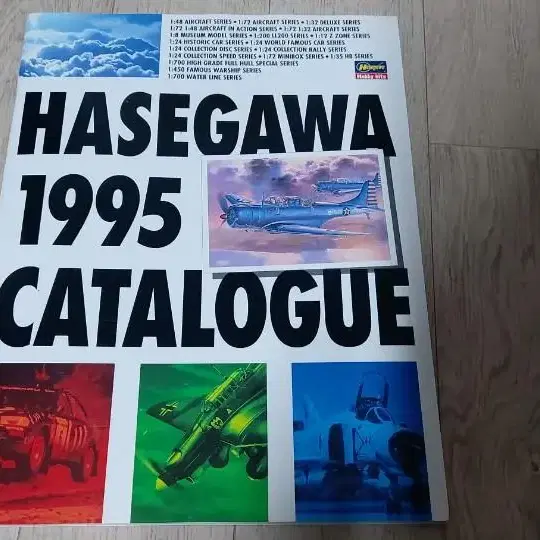 1:48 AIRCRAFT SERIES • 1:72 AIRCRAFT SERIES • 1:32 DELUXE SERIES
1:72 1:48 AIRCRAFT IN ACTION SERIES • 1:72 1:32 AIRCRAFT SERIES
1:8 MUSEUM MODEL SERIES • 1:200 LL200 SERIES • 1:12 Z ZONE SERIES
1:24 HISTORIC CAR SERIES • 1:24 WORLD FAMOUS CAR SERIES
1:24 COLLECTION DISC SERIES • 1:24 COLLECTION RALLY SERIES
1:24 COLLECTION SPEED SERIES • 1:72 MINIBOX SERIES • 1:35 HB SERIES
1:700 HIGH GRADE FULL HULL SPECIAL SERIES
1:450 FAMOUS WARSHIP SERIES
1:700 WATER LINE SERIES
Hasegawa
Hobby kits
HASEGAWA
1995
CATALOGUE